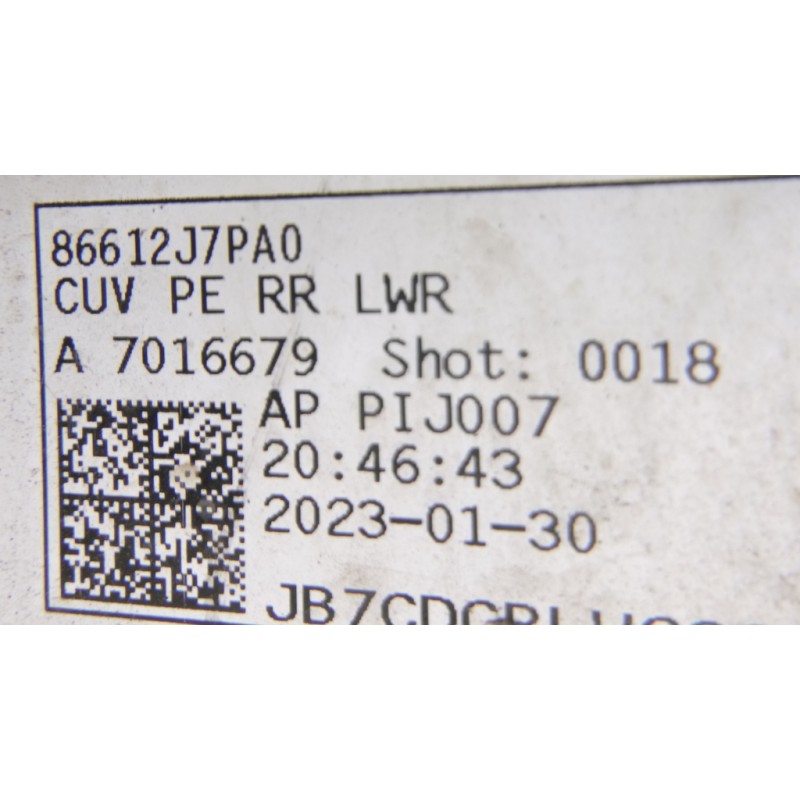 86612J7PA0
CUV PE RR LWR
A 7016679 Shot: 0018
AP PIJ007
20:46:43
2023-01-30